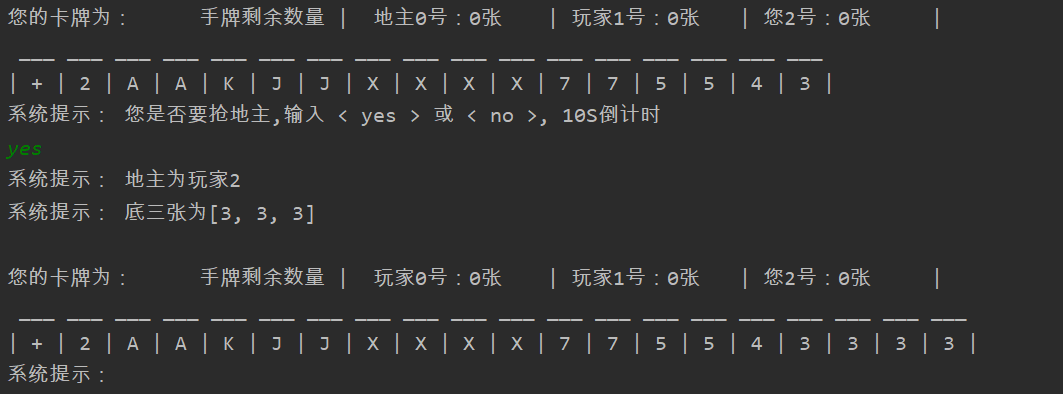 您的卡牌为： 手牌剩余数量 | 地主0号：0张 | 玩家1号：0张 | 您2号：0张 |
___ ___ ___ ___ ___ ___ ___ ___ ___ ___ ___ ___ ___ ___ ___ ___ ___
| + | 2 | A | A | K | J | J | X | X | X | X | 7 | 7 | 5 | 5 | 4 | 3 |
系统提示： 您是否要抢地主,输入 < yes > 或 < no >, 10S倒计时
yes
系统提示： 地主为玩家2
系统提示： 底三张为[3, 3, 3]
您的卡牌为： 手牌剩余数量 | 玩家0号：0张 | 玩家1号：0张 | 您2号：0张 |
___ ___ ___ ___ ___ ___ ___ ___ ___ ___ ___ ___ ___ ___ ___ ___ ___ ___ ___ ___
| + | 2 | A | A | K | J | J | X | X | X | X | 7 | 7 | 5 | 5 | 4 | 3 | 3 | 3 | 3 |
系统提示：